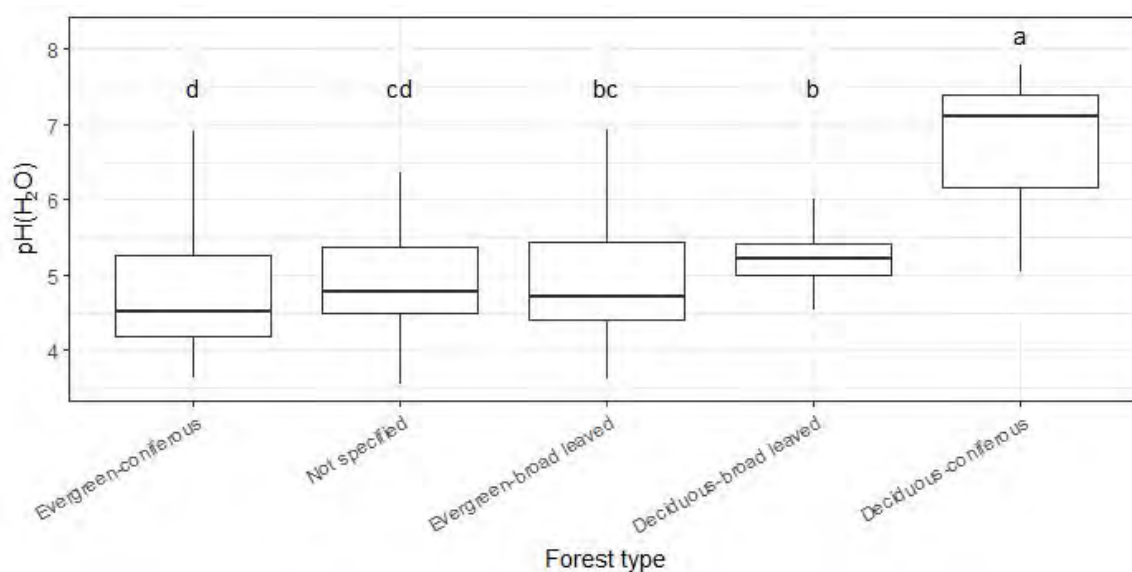 8
7
6
5
4
pH(H₂O)
d
cd
bc
b
a
Evergreen-coniferous
Not specified
Evergreen-broad leaved
Deciduous-broad leaved
Deciduous-coniferous
Forest type